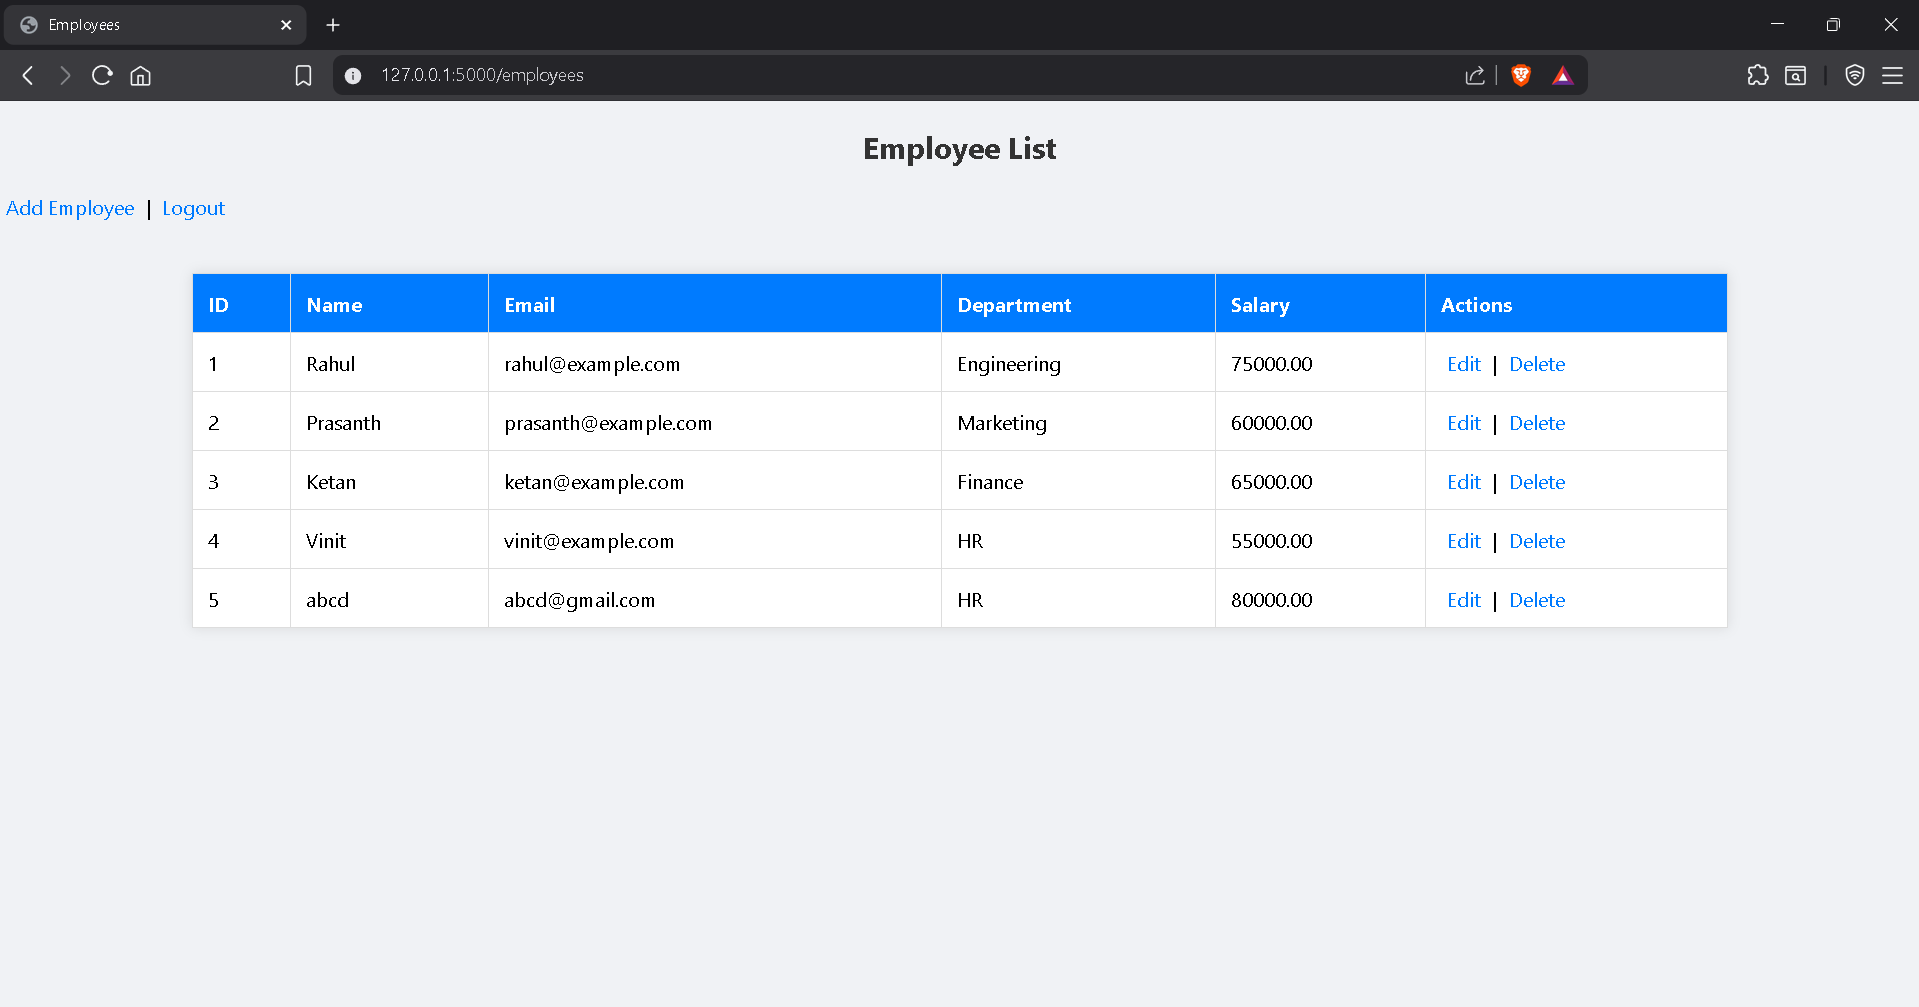 Employees
127.0.0.1:5000/employees
Employee List
Add Employee | Logout
ID Name Email Department Salary Actions
1 Rahul rahul@example.com Engineering 75000.00 Edit | Delete
2 Prasanth prasanth@example.com Marketing 60000.00 Edit | Delete
3 Ketan ketan@example.com Finance 65000.00 Edit | Delete
4 Vinit vinit@example.com HR 55000.00 Edit | Delete
5 abcd abcd@gmail.com HR 80000.00 Edit | Delete